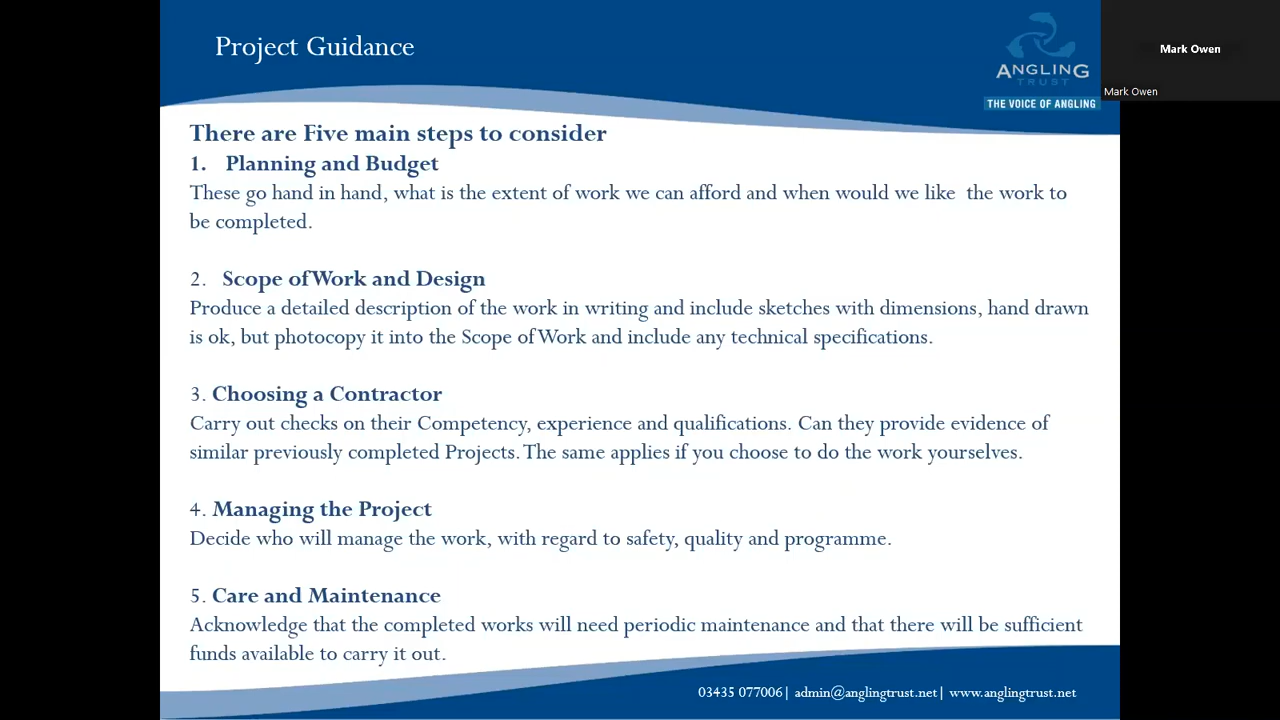 Project Guidance
ANGLING
TRUST
THE VOICE OF ANGLING
Mark Owen
Mark Owen
There are Five main steps to consider
1. Planning and Budget
These go hand in hand, what is the extent of work we can afford and when would we like the work to
be completed.
2. Scope of Work and Design
Produce a detailed description of the work in writing and include sketches with dimensions, hand drawn
is ok, but photocopy it into the Scope of Work and include any technical specifications.
3. Choosing a Contractor
Carry out checks on their Competency, experience and qualifications. Can they provide evidence of
similar previously completed Projects. The same applies if you choose to do the work yourselves.
4. Managing the Project
Decide who will manage the work, with regard to safety, quality and programme.
5. Care and Maintenance
Acknowledge that the completed works will need periodic maintenance and that there will be sufficient
funds available to carry it out.
03435 077006| admin@anglingtrust.net| www.anglingtrust.net